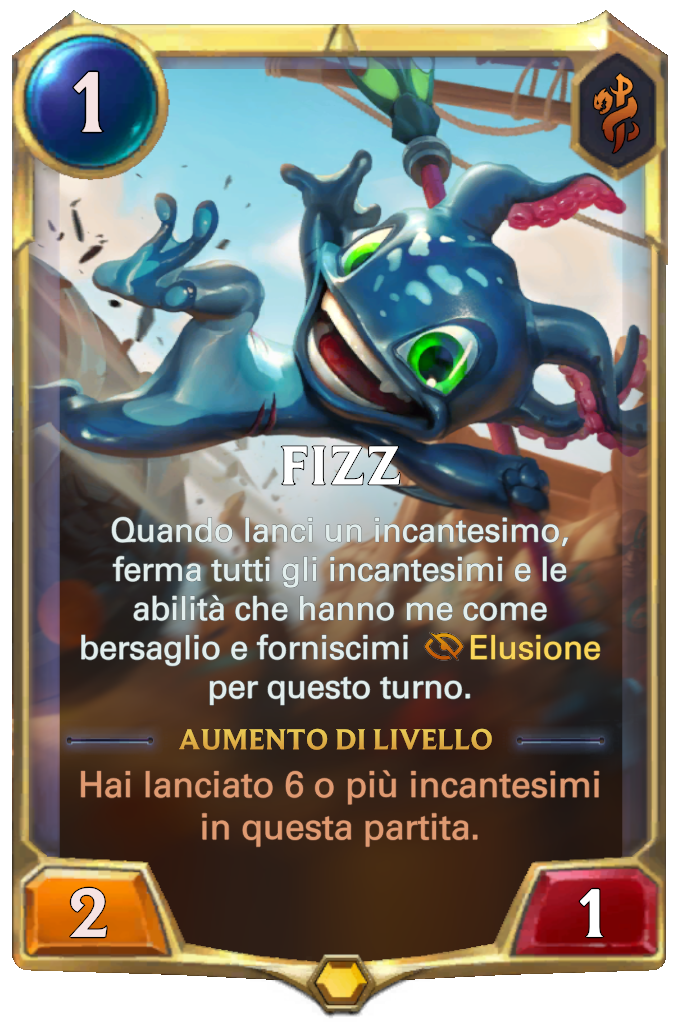 1
FIZZ
Quando lanci un incantesimo,
ferma tutti gli incantesimi e le
abilità che hanno me come
bersaglio e forniscimi Elusione
per questo turno.
AUMENTO DI LIVELLO
Hai lanciato 6 o più incantesimi
in questa partita.
2
1